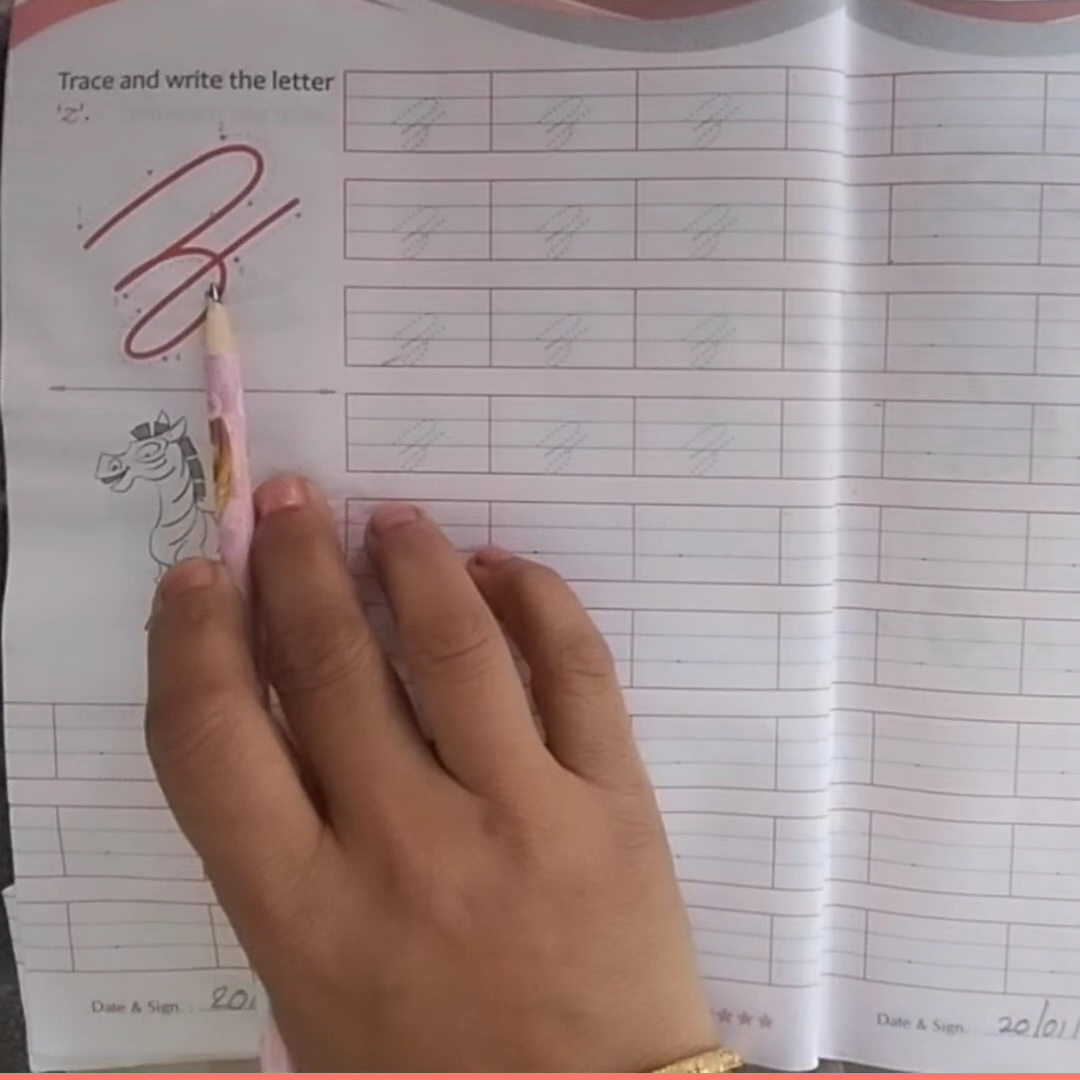 Trace and write the letter
'z'.
z
z z z
z z z
z z z
z z z
Date & Sign. : 20/
Date & Sign. 20/01/